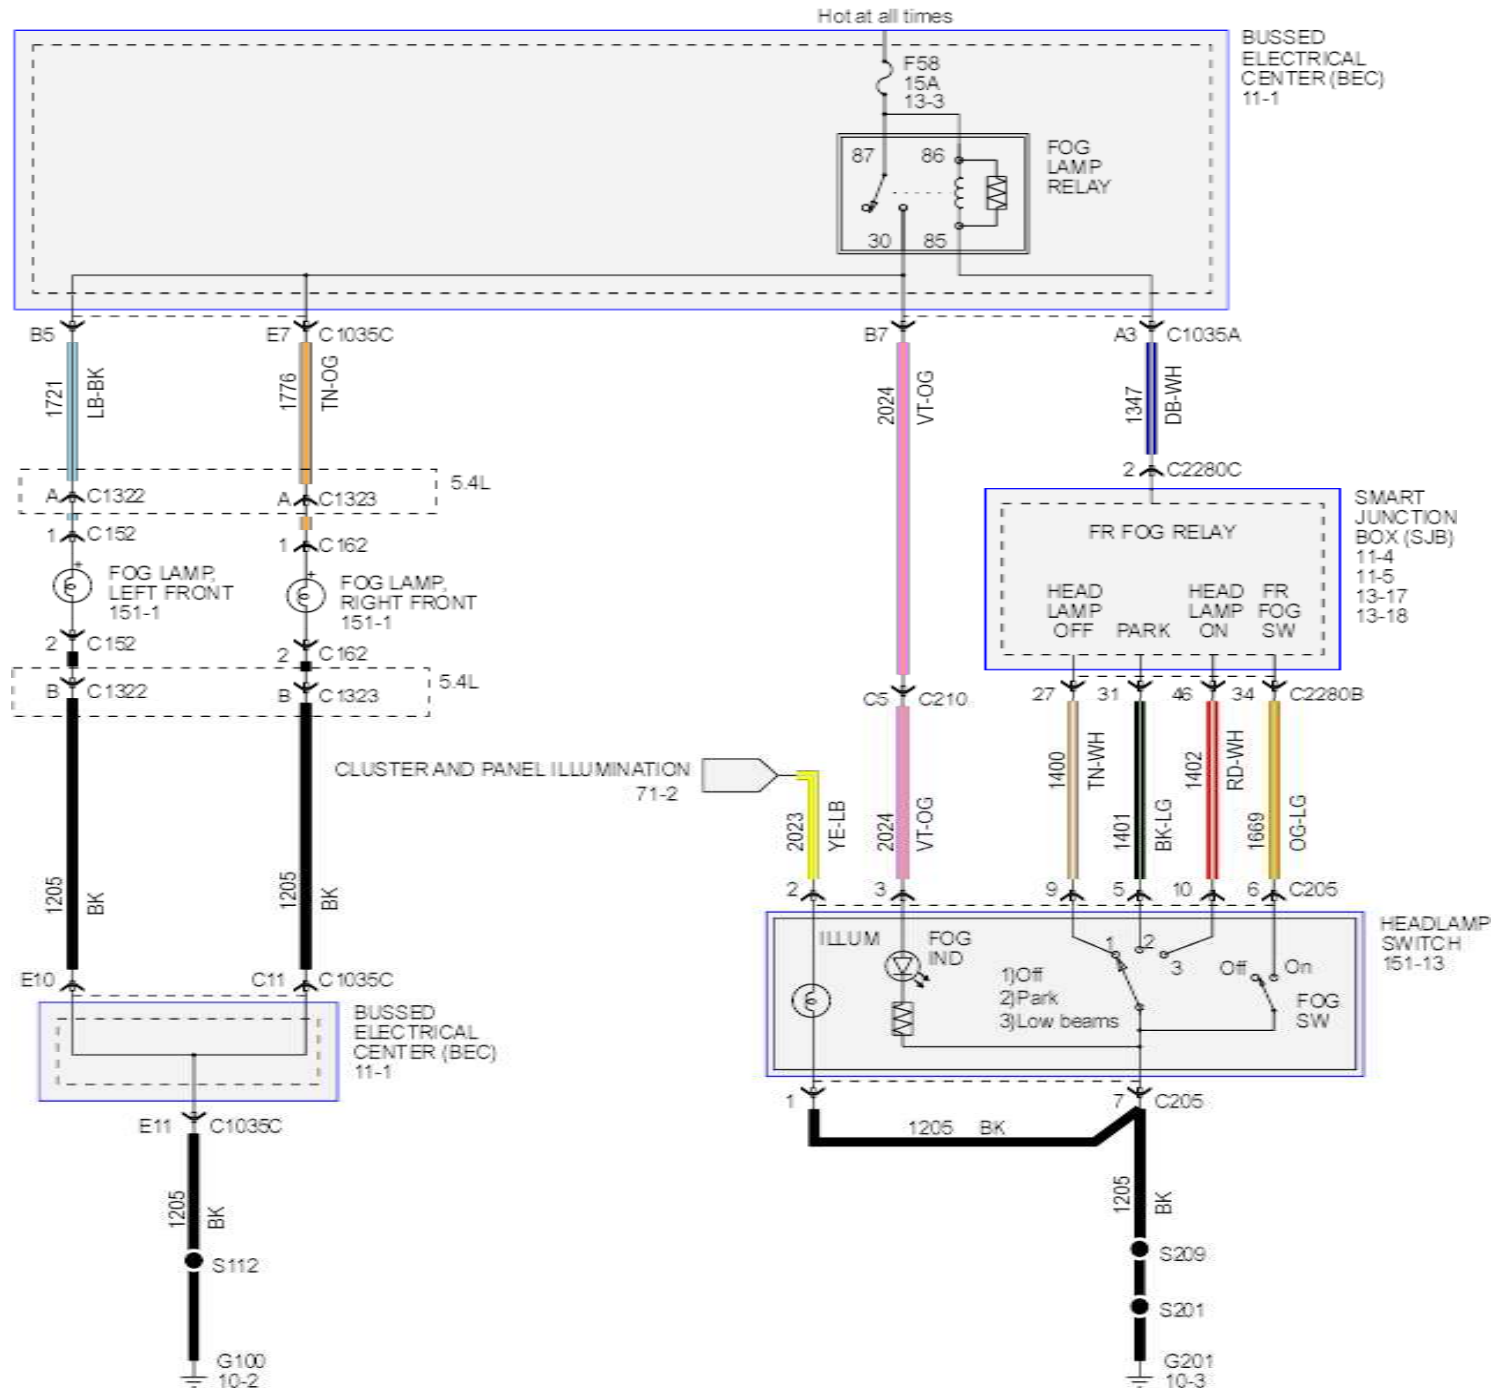 Hot at all times
BUSSED
ELECTRICAL
CENTER (BEC)
11-1
F58
15A
13-3
FOG
LAMP
RELAY
87
86
30
85
B5
E7
C1035C
B7
A3
C1035A
1721
LB-BK
1776
TN-OG
2024
VT-OG
1347
DB-WH
2
C2280C
5.4L
A
C1322
A
C1323
1
C152
1
C162
FOG LAMP,
LEFT FRONT
151-1
FOG LAMP,
RIGHT FRONT
151-1
2
C152
2
C162
B
C1322
B
C1323
5.4L
SMART
JUNCTION
BOX (SJB)
11-4
11-5
13-17
13-18
FR FOG RELAY
HEAD
LAMP
OFF
PARK
HEAD
LAMP
ON
FR
FOG
SW
C5
C210
27
31
46
34
C2280B
CLUSTER AND PANEL ILLUMINATION
71-2
2023
YE-LB
2024
VT-OG
1400
TN-WH
1401
BK-LG
1402
RD-WH
1669
OG-LG
1205
BK
1205
BK
2
3
9
5
10
6
C205
HEADLAMP
SWITCH
151-13
ILLUM
FOG
IND
1
2
3
1)Off
2)Park
3)Low beams
Off
On
FOG
SW
E10
C11
C1035C
BUSSED
ELECTRICAL
CENTER (BEC)
11-1
1
7
C205
E11
C1035C
1205
BK
1205
BK
1205
BK
S112
S209
S201
G100
10-2
G201
10-3